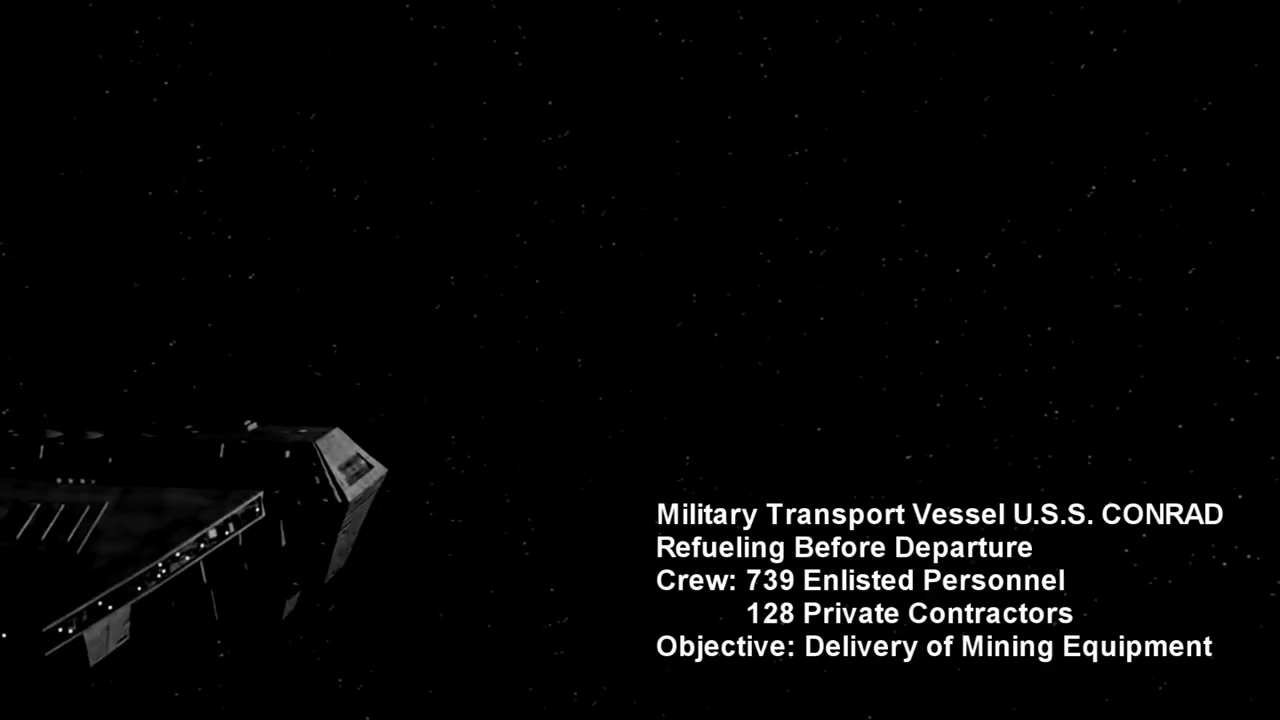 Military Transport Vessel U.S.S. CONRAD
Refueling Before Departure
Crew: 739 Enlisted Personnel
128 Private Contractors
Objective: Delivery of Mining Equipment